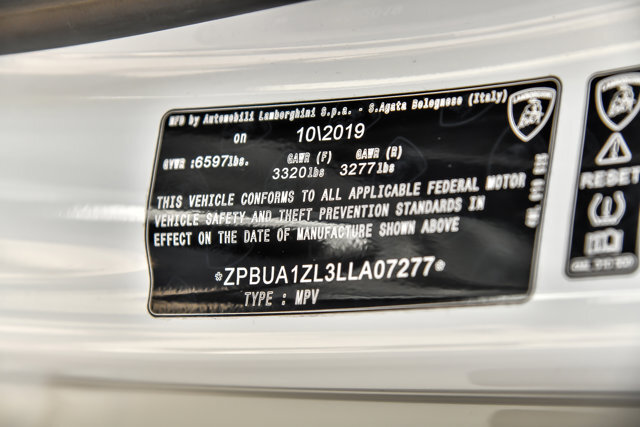 MFD by Automobili Lamborghini S.p.a. - S.Agata Bolognese (Italy)
on 10\2019
GVWR :6597lbs. GAWR (F) GAWR (R)
3320lbs 3277lbs
THIS VEHICLE CONFORMS TO ALL APPLICABLE FEDERAL MOTOR
VEHICLE SAFETY AND THEFT PREVENTION STANDARDS IN
EFFECT ON THE DATE OF MANUFACTURE SHOWN ABOVE
*ZPBUA1ZL3LLA07277*
TYPE : MPV
LAMBORGHINI
LAMBORGHINI
RESET